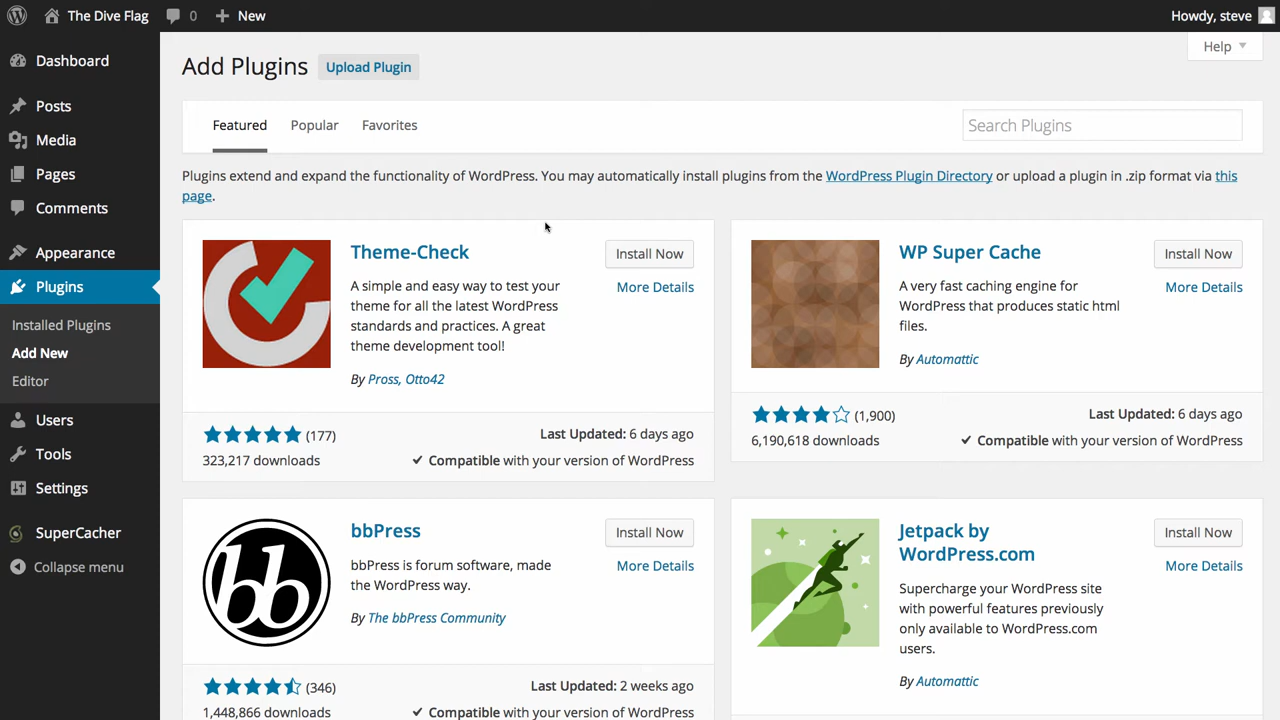 The Dive Flag
0
New
Howdy, steve
Dashboard
Posts
Media
Pages
Comments
Appearance
Plugins
Installed Plugins
Add New
Editor
Users
Tools
Settings
SuperCacher
Collapse menu
Help
Add Plugins
Upload Plugin
Featured
Popular
Favorites
Search Plugins
Plugins extend and expand the functionality of WordPress. You may automatically install plugins from the WordPress Plugin Directory or upload a plugin in .zip format via this
page.
Theme-Check
Install Now
More Details
A simple and easy way to test your
theme for all the latest WordPress
standards and practices. A great
theme development tool!
By Pross, Otto42
(177)
Last Updated: 6 days ago
323,217 downloads
Compatible with your version of WordPress
WP Super Cache
Install Now
More Details
A very fast caching engine for
WordPress that produces static html
files.
By Automattic
(1,900)
Last Updated: 6 days ago
6,190,618 downloads
Compatible with your version of WordPress
bb
bbPress
Install Now
More Details
bbPress is forum software, made
the WordPress way.
By The bbPress Community
(346)
Last Updated: 2 weeks ago
1,448,866 downloads
Compatible with your version of WordPress
Jetpack by
WordPress.com
Install Now
More Details
Supercharge your WordPress site
with powerful features previously
only available to WordPress.com
users.
By Automattic